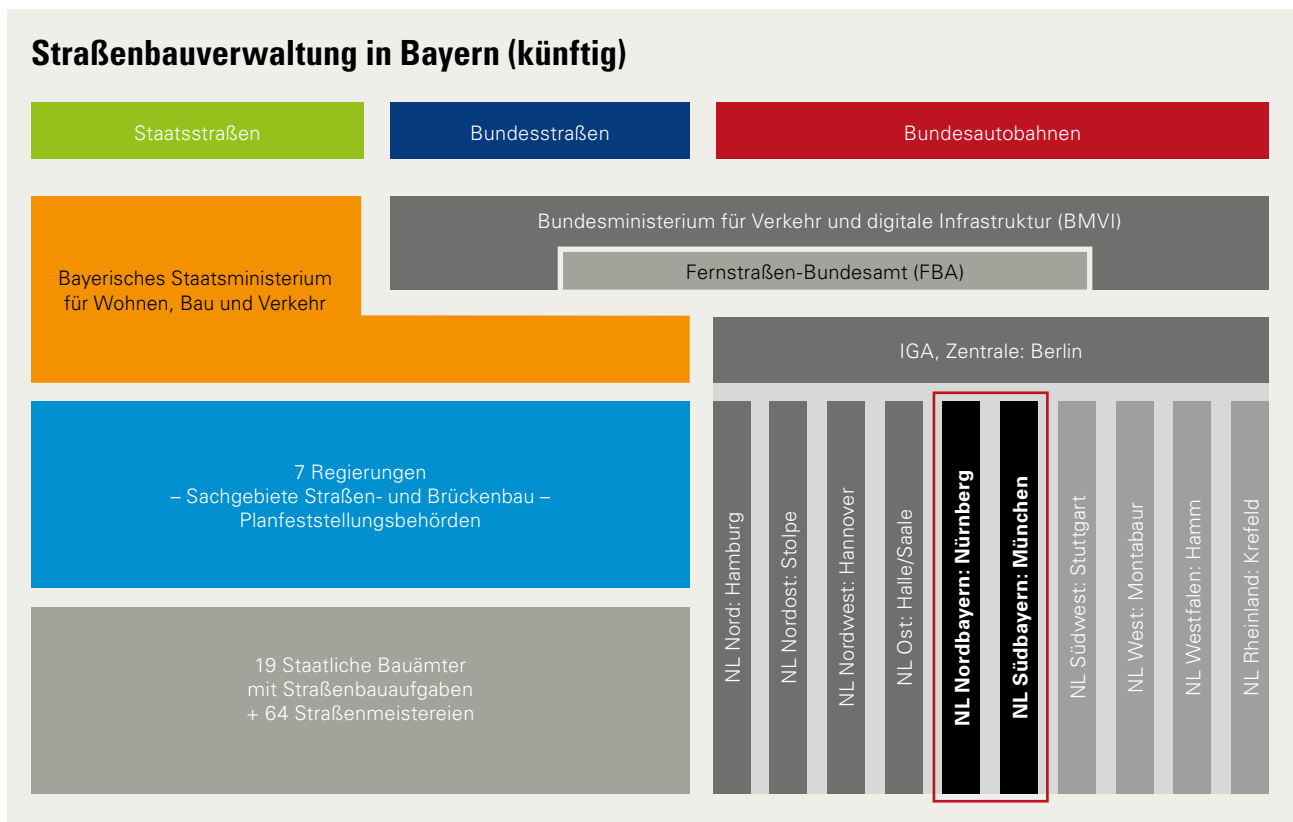 Straßenbauverwaltung in Bayern (künftig)
Staatsstraßen
Bundesstraßen
Bundesautobahnen
Bayerisches Staatsministerium
für Wohnen, Bau und Verkehr
Bundesministerium für Verkehr und digitale Infrastruktur (BMVI)
Fernstraßen-Bundesamt (FBA)
IGA, Zentrale: Berlin
7 Regierungen
– Sachgebiete Straßen- und Brückenbau –
Planfeststellungsbehörden
19 Staatliche Bauämter
mit Straßenbauaufgaben
+ 64 Straßenmeistereien
NL Nord: Hamburg
NL Nordost: Stolpe
NL Nordwest: Hannover
NL Ost: Halle/Saale
NL Nordbayern: Nürnberg
NL Südbayern: München
NL Südwest: Stuttgart
NL West: Montabaur
NL Westfalen: Hamm
NL Rheinland: Krefeld